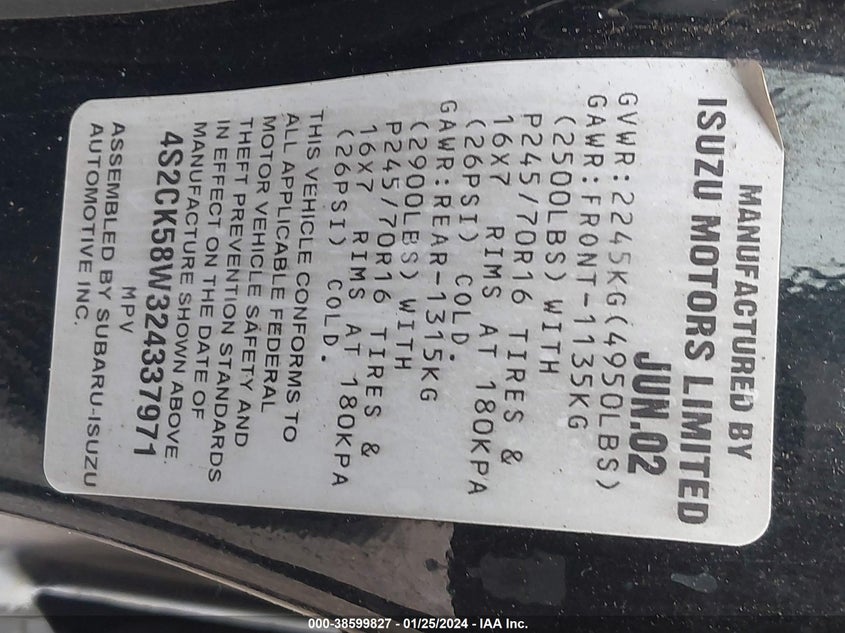 MANUFACTURED BY
ISUZU MOTORS LIMITED
JUN.02
GVWR:2245KG(4950LBS)
GAWR:FRONT-1135KG
(2500LBS) WITH
P245/70R16 TIRES &
16X7 RIMS AT 180KPA
(26PSI) COLD.
GAWR:REAR-1315KG
(2900LBS) WITH
P245/70R16 TIRES &
16X7 RIMS AT 180KPA
(26PSI) COLD.
THIS VEHICLE CONFORMS TO
ALL APPLICABLE FEDERAL
MOTOR VEHICLE SAFETY AND
THEFT PREVENTION STANDARDS
IN EFFECT ON THE DATE OF
MANUFACTURE SHOWN ABOVE.
4S2CK58W324337971
MPV
ASSEMBLED BY SUBARU-ISUZU
AUTOMOTIVE INC.
000-38599827 - 01/25/2024 - IAA Inc.